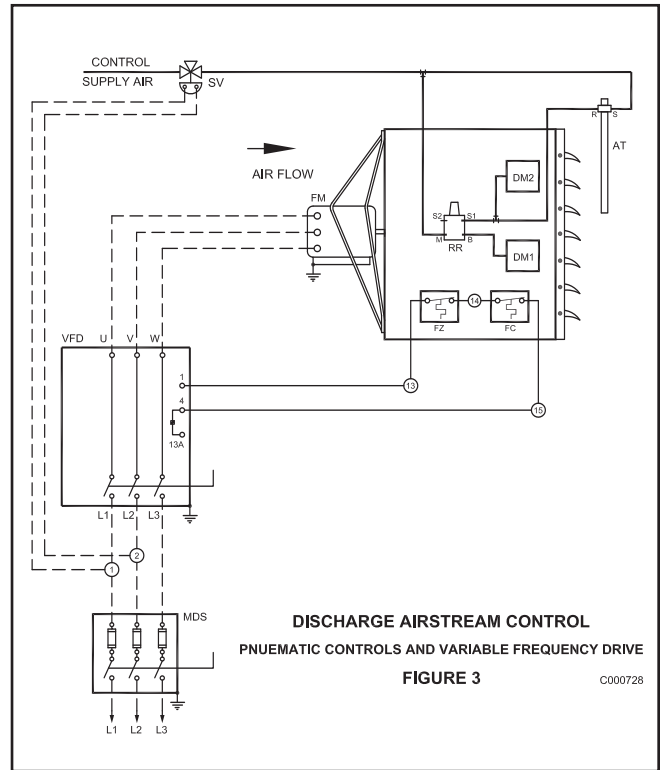 CONTROL
SUPPLY AIR
SV
R S
AT
AIR FLOW
FM
DM2
S2 S1
M B
RR
DM1
14
FZ FC
VFD U V W
1
13
4
15
13A
L1 L2 L3
2
1
MDS
DISCHARGE AIRSTREAM CONTROL
PNUEMATIC CONTROLS AND VARIABLE FREQUENCY DRIVE
FIGURE 3
C000728
L1 L2 L3